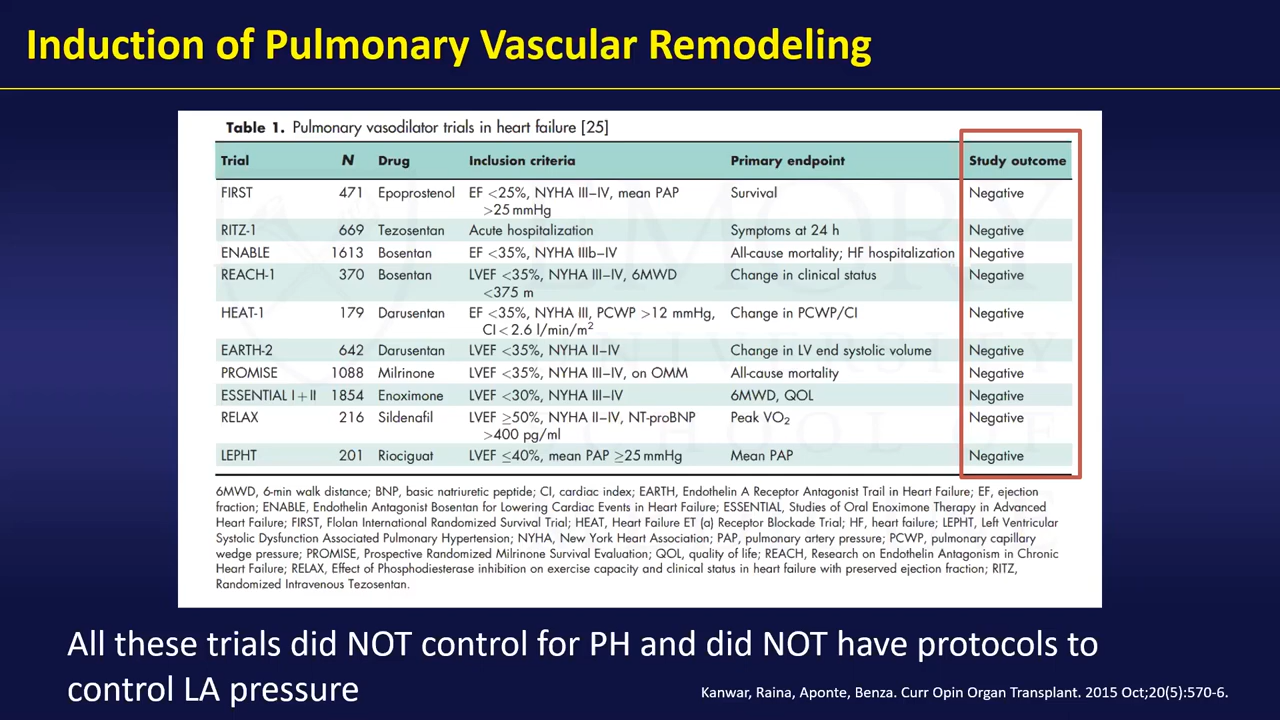 Induction of Pulmonary Vascular Remodeling
Table 1. Pulmonary vasodilator trials in heart failure [25]
Trial N Drug Inclusion criteria Primary endpoint Study outcome
FIRST 471 Epoprostenol EF <25%, NYHA III–IV, mean PAP Survival Negative
>25 mmHg
RITZ-1 669 Tezosentan Acute hospitalization Symptoms at 24 h Negative
ENABLE 1613 Bosentan EF <35%, NYHA IIIb–IV All-cause mortality; HF hospitalization Negative
REACH-1 370 Bosentan LVEF <35%, NYHA III–IV, 6MWD Change in clinical status Negative
<375 m
HEAT-1 179 Darusentan EF <35%, NYHA III, PCWP >12 mmHg, Change in PCWP/CI Negative
CI < 2.6 l/min/m²
EARTH-2 642 Darusentan LVEF <35%, NYHA II–IV Change in LV end systolic volume Negative
PROMISE 1088 Milrinone LVEF <35%, NYHA III–IV, on OMM All-cause mortality Negative
ESSENTIAL I + II 1854 Enoximone LVEF <30%, NYHA III–IV 6MWD, QOL Negative
RELAX 216 Sildenafil LVEF ≥50%, NYHA II–IV, NT-proBNP Peak VO₂ Negative
>400 pg/ml
LEPHT 201 Riociguat LVEF ≤40%, mean PAP ≥25 mmHg Mean PAP Negative
6MWD, 6-min walk distance; BNP, basic natriuretic peptide; CI, cardiac index; EARTH, Endothelin A Receptor Antagonist Trail in Heart Failure; EF, ejection
fraction; ENABLE, Endothelin Antagonist Bosentan for Lowering Cardiac Events in Heart Failure; ESSENTIAL, Studies of Oral Enoximone Therapy in Advanced
Heart Failure; FIRST, Flolan International Randomized Survival Trial; HEAT, Heart Failure ET (a) Receptor Blockade Trial; HF, heart failure; LEPHT, Left Ventricular
Systolic Dysfunction Associated Pulmonary Hypertension; NYHA, New York Heart Association; PAP, pulmonary artery pressure; PCWP, pulmonary capillary
wedge pressure; PROMISE, Prospective Randomized Milrinone Survival Evaluation; QOL, quality of life; REACH, Research on Endothelin Antagonism in Chronic
Heart Failure; RELAX, Effect of Phosphodiesterase inhibition on exercise capacity and clinical status in heart failure with preserved ejection fraction; RITZ,
Randomized Intravenous Tezosentan.
EMORY
UNIVERSITY
SCHOOL OF
All these trials did NOT control for PH and did NOT have protocols to
control LA pressure
Kanwar, Raina, Aponte, Benza. Curr Opin Organ Transplant. 2015 Oct;20(5):570-6.